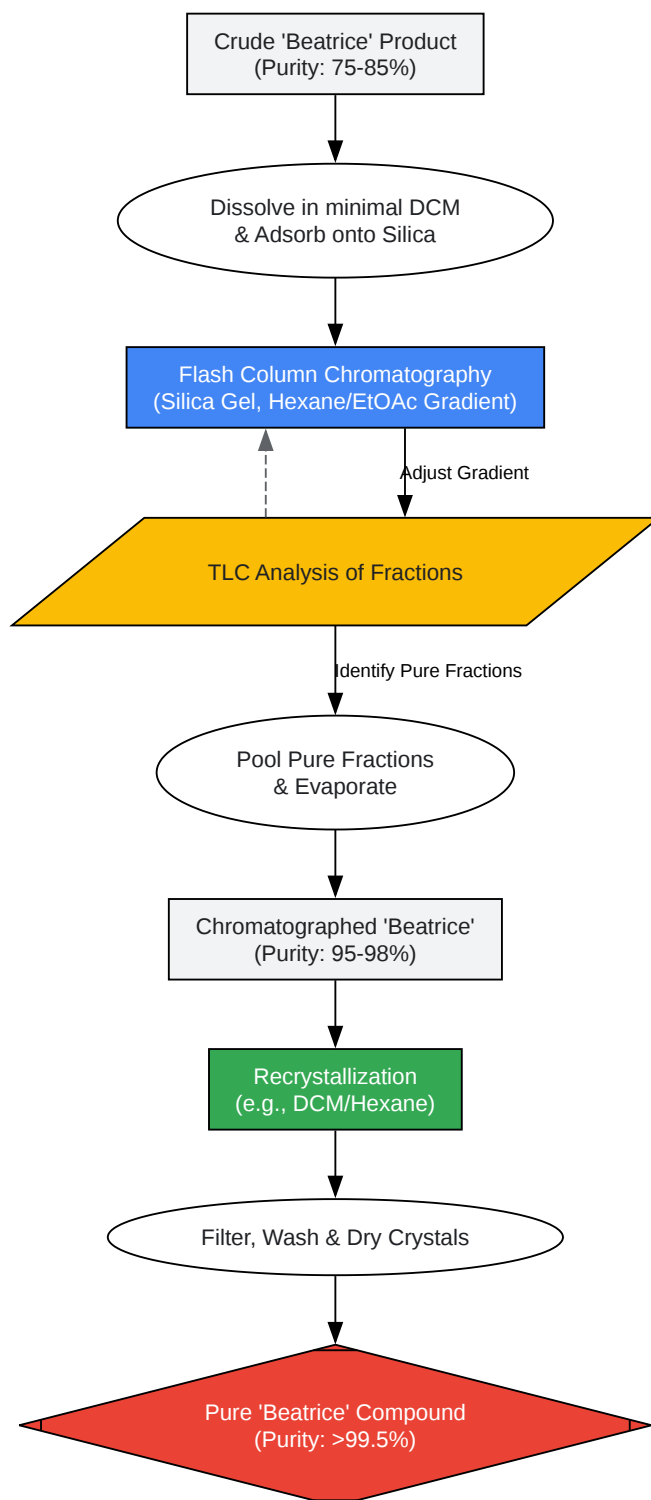 Crude 'Beatrice' Product
(Purity: 75-85%)
Dissolve in minimal DCM
& Adsorb onto Silica
Flash Column Chromatography
(Silica Gel, Hexane/EtOAc Gradient)
Adjust Gradient
TLC Analysis of Fractions
Identify Pure Fractions
Pool Pure Fractions
& Evaporate
Chromatographed 'Beatrice'
(Purity: 95-98%)
Recrystallization
(e.g., DCM/Hexane)
Filter, Wash & Dry Crystals
Pure 'Beatrice' Compound
(Purity: >99.5%)